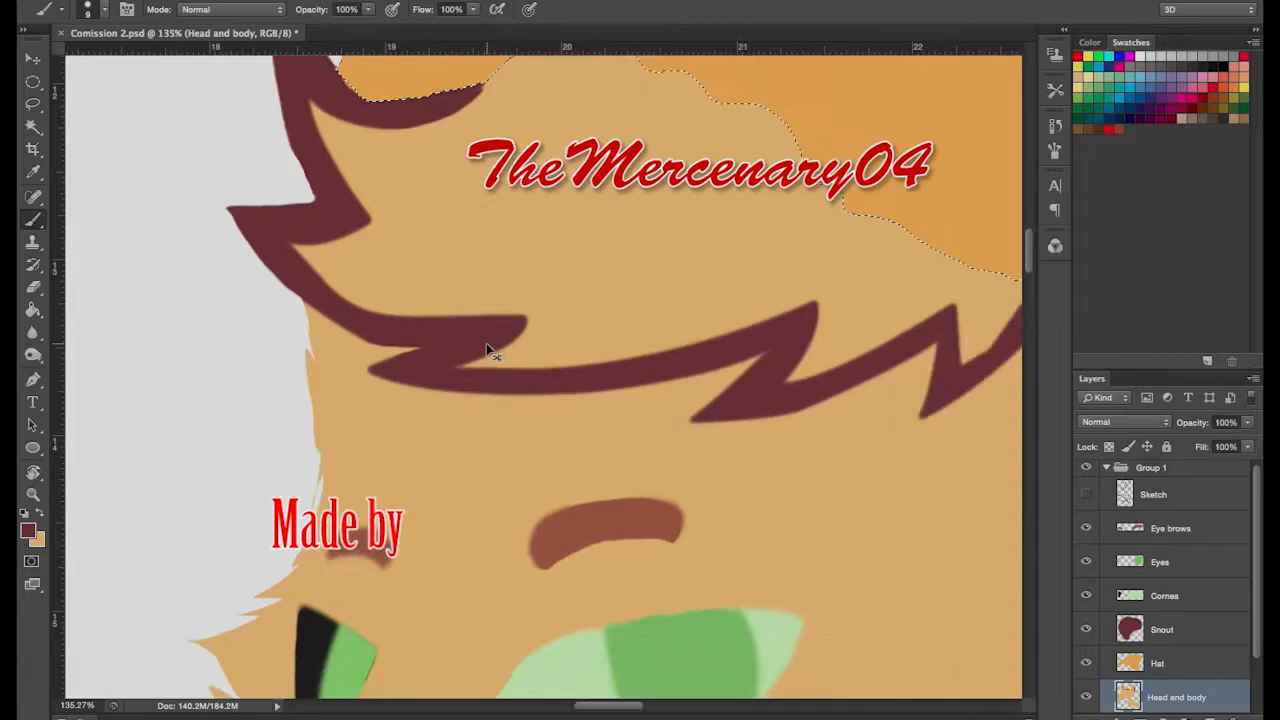 9
Mode: Normal
Opacity: 100%
Flow: 100%
3D
Comission 2.psd @ 135% (Head and body, RGB/8) *
18 19 20 21 22
Color Swatches
TheMercenary04
Made by
Layers
Kind
Normal
Opacity: 100%
Lock:
Fill: 100%
Group 1
Sketch
Eye brows
Eyes
Cornea
Snout
Hat
Head and body
135.27%
Doc: 140.2M/184.2M